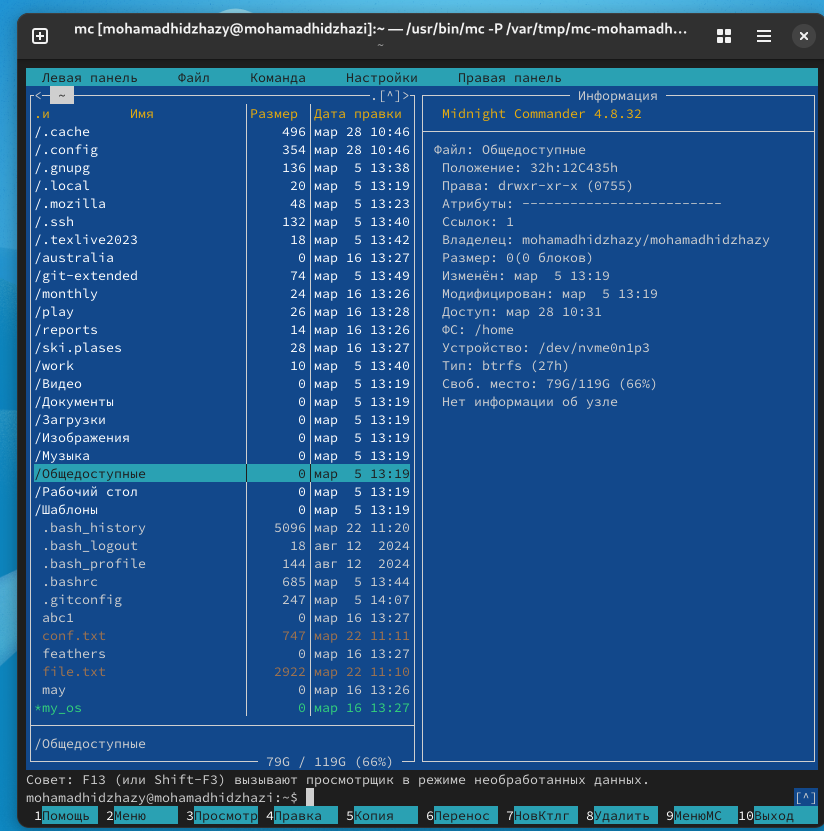 mc [mohamadhidzhazy@mohamadhidzhazi]:~ — /usr/bin/mc -P /var/tmp/mc-mohamadh…
~
Левая панель Файл Команда Настройки Правая панель
<─ ~ .[^]>
.и Имя Размер Дата правки
/.cache 496 мар 28 10:46
/.config 354 мар 28 10:46
/.gnupg 136 мар 5 13:38
/.local 20 мар 5 13:19
/.mozilla 48 мар 5 13:23
/.ssh 132 мар 5 13:40
/.texlive2023 18 мар 5 13:42
/australia 0 мар 16 13:27
/git-extended 74 мар 5 13:49
/monthly 24 мар 16 13:26
/play 26 мар 16 13:28
/reports 14 мар 16 13:26
/ski.plases 28 мар 16 13:27
/work 10 мар 5 13:40
/Видео 0 мар 5 13:19
/Документы 0 мар 5 13:19
/Загрузки 0 мар 5 13:19
/Изображения 0 мар 5 13:19
/Музыка 0 мар 5 13:19
/Общедоступные 0 мар 5 13:19
/Рабочий стол 0 мар 5 13:19
/Шаблоны 0 мар 5 13:19
.bash_history 5096 мар 22 11:20
.bash_logout 18 авг 12 2024
.bash_profile 144 авг 12 2024
.bashrc 685 мар 5 13:44
.gitconfig 247 мар 5 14:07
abc1 0 мар 16 13:27
conf.txt 747 мар 22 11:11
feathers 0 мар 16 13:27
file.txt 2922 мар 22 11:10
may 0 мар 16 13:26
*my_os 0 мар 16 13:27
/Общедоступные
79G / 119G (66%)
Информация
Midnight Commander 4.8.32
Файл: Общедоступные
Положение: 32h:12C435h
Права: drwxr-xr-x (0755)
Атрибуты: -------------------------
Ссылок: 1
Владелец: mohamadhidzhazy/mohamadhidzhazy
Размер: 0(0 блоков)
Изменён: мар 5 13:19
Модифицирован: мар 5 13:19
Доступ: мар 28 10:31
ФС: /home
Устройство: /dev/nvme0n1p3
Тип: btrfs (27h)
Своб. место: 79G/119G (66%)
Нет информации об узле
Совет: F13 (или Shift-F3) вызывают просмотрщик в режиме необработанных данных.
mohamadhidzhazy@mohamadhidzhazi:~$ [^]
1Помощь 2Меню 3Просмотр 4Правка 5Копия 6Перенос 7НовКтлг 8Удалить 9МенюМС 10Выход